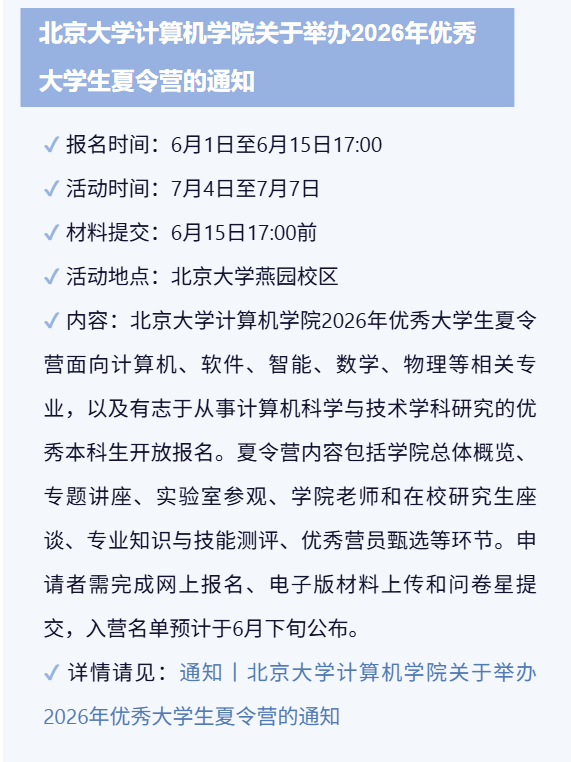 北京大学计算机学院关于举办2026年优秀
大学生夏令营的通知
✓ 报名时间：6月1日至6月15日17:00
✓ 活动时间：7月4日至7月7日
✓ 材料提交：6月15日17:00前
✓ 活动地点：北京大学燕园校区
✓ 内容：北京大学计算机学院2026年优秀大学生夏令
营面向计算机、软件、智能、数学、物理等相关专
业，以及有志于从事计算机科学与技术学科研究的优
秀本科生开放报名。夏令营内容包括学院总体概览、
专题讲座、实验室参观、学院老师和在校研究生座
谈、专业知识与技能测评、优秀营员甄选等环节。申
请者需完成网上报名、电子版材料上传和问卷星提
交，入营名单预计于6月下旬公布。
✓ 详情请见：通知丨北京大学计算机学院关于举办
2026年优秀大学生夏令营的通知